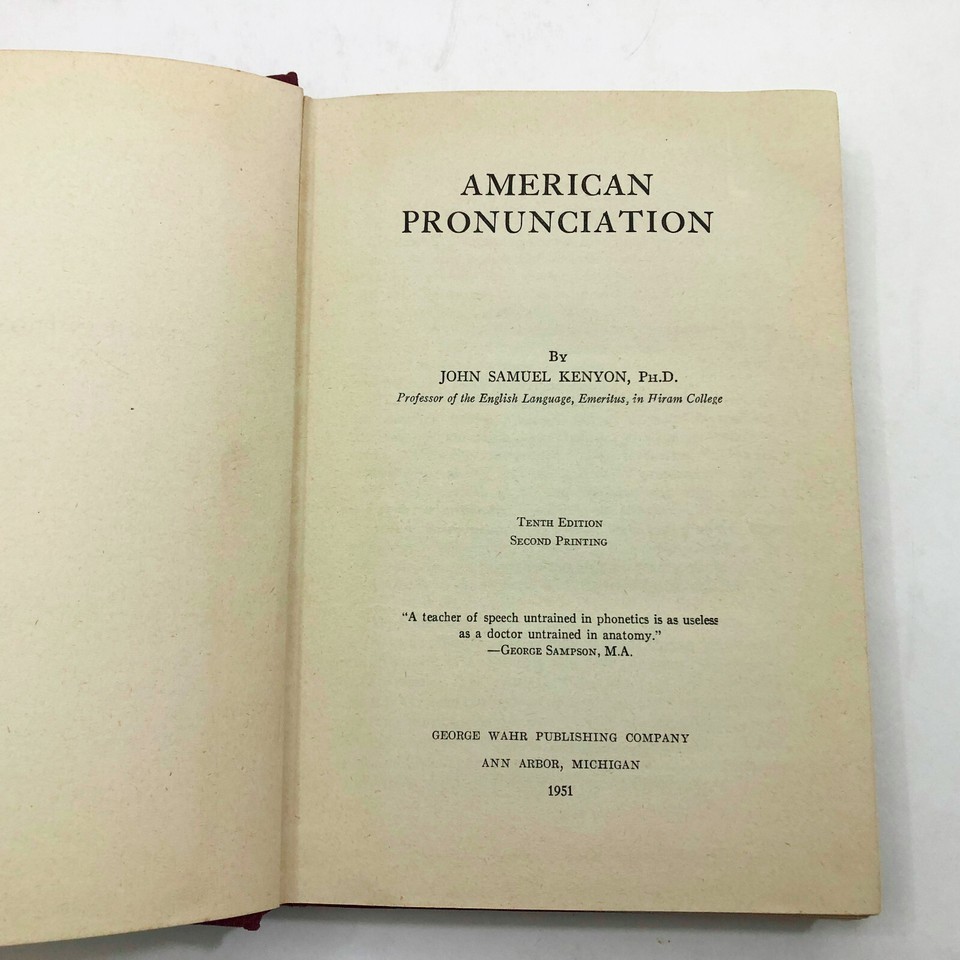 AMERICAN
PRONUNCIATION
By
JOHN SAMUEL KENYON, Ph.D.
Professor of the English Language, Emeritus, in Hiram College
Tenth Edition
Second Printing
“A teacher of speech untrained in phonetics is as useless
as a doctor untrained in anatomy.”
—George Sampson, M.A.
GEORGE WAHR PUBLISHING COMPANY
ANN ARBOR, MICHIGAN
1951